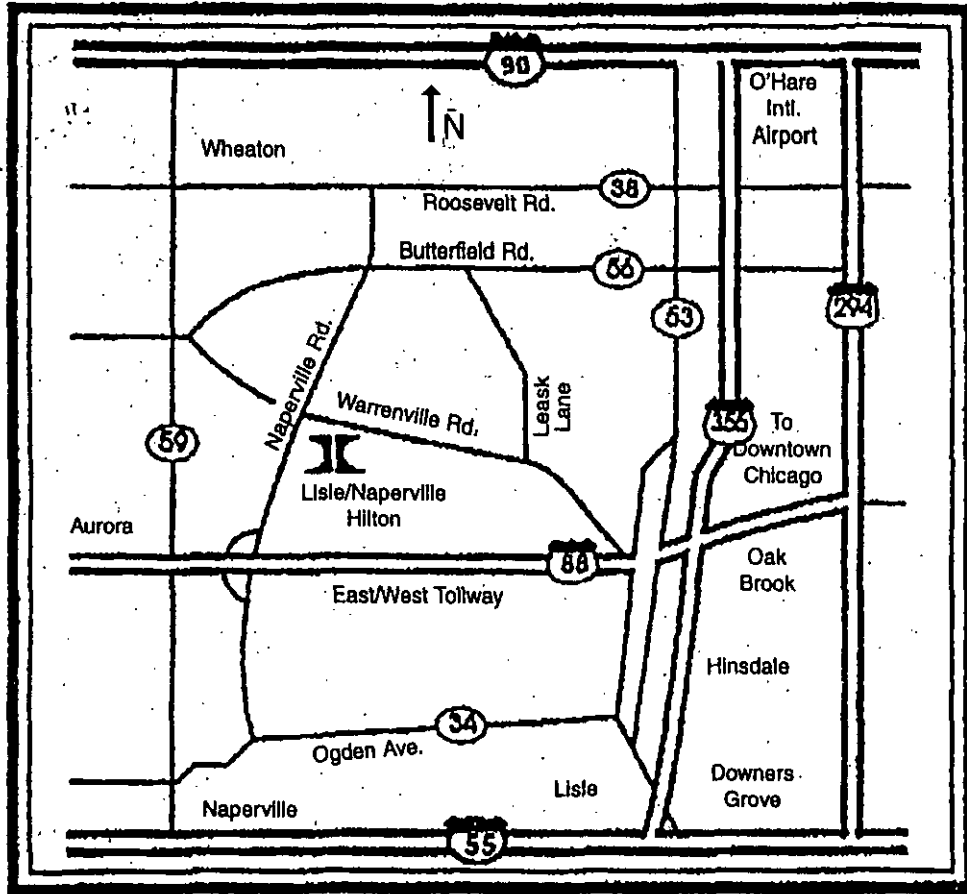 90
O'Hare
Intl.
Airport
N
Wheaton
38
Roosevelt Rd.
Butterfield Rd.
56
53
294
Naperville Rd.
Warrenville Rd.
Leask
Lane
355
To
Downtown
Chicago
59
Lisle/Naperville
Hilton
Aurora
88
Oak
Brook
East/West Tollway
Hinsdale
34
Ogden Ave.
Lisle
Downers
Grove
Naperville
55